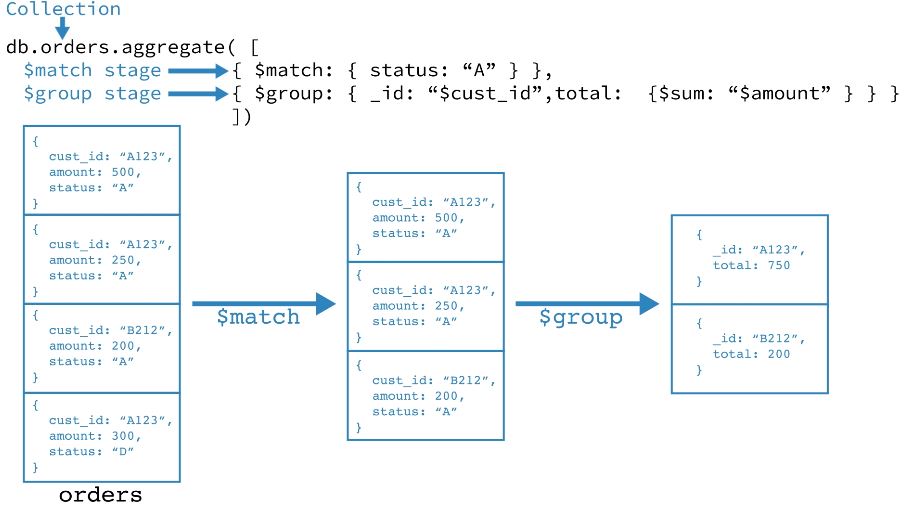 Collection
db.orders.aggregate( [
$match stage { $match: { status: “A” } },
$group stage { $group: { _id: “$cust_id”,total:  {$sum: “$amount” } } }
])
{
cust_id: “A123”,
amount: 500,
status: “A”
}
{
cust_id: “A123”,
amount: 250,
status: “A”
}
{
cust_id: “B212”,
amount: 200,
status: “A”
}
{
cust_id: “A123”,
amount: 300,
status: “D”
}
orders
$match
{
cust_id: “A123”,
amount: 500,
status: “A”
}
{
cust_id: “A123”,
amount: 250,
status: “A”
}
{
cust_id: “B212”,
amount: 200,
status: “A”
}
$group
{
_id: “A123”,
total: 750
}
{
_id: “B212”,
total: 200
}